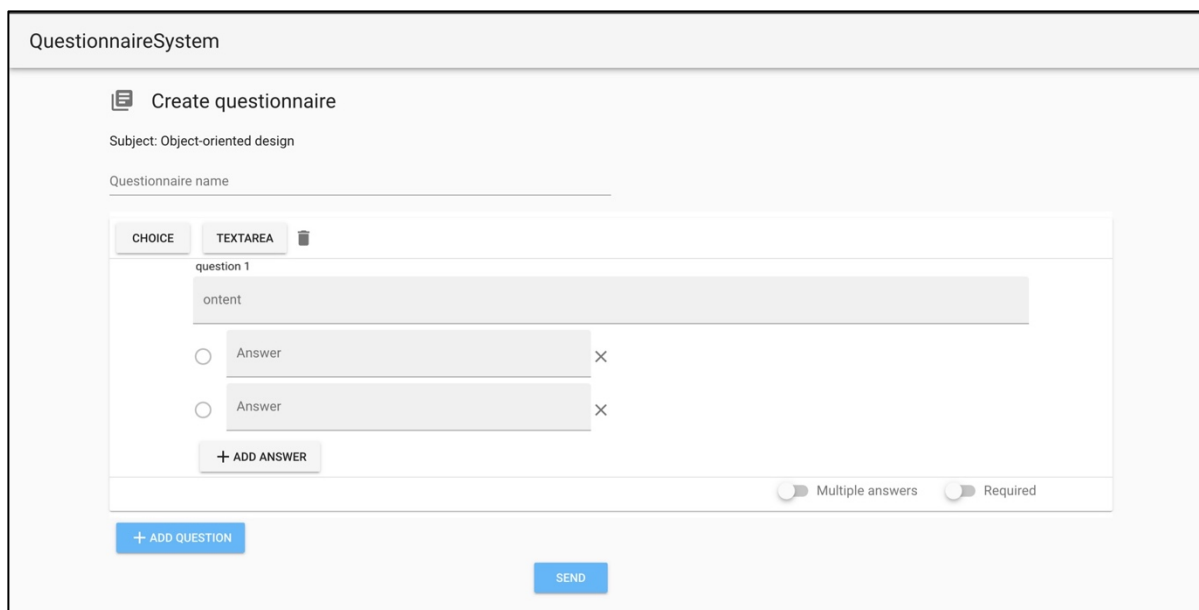 QuestionnaireSystem
Create questionnaire
Subject: Object-oriented design
Questionnaire name
CHOICE TEXTAREA
question 1
ontent
Answer
Answer
+ ADD ANSWER
Multiple answers Required
+ ADD QUESTION
SEND